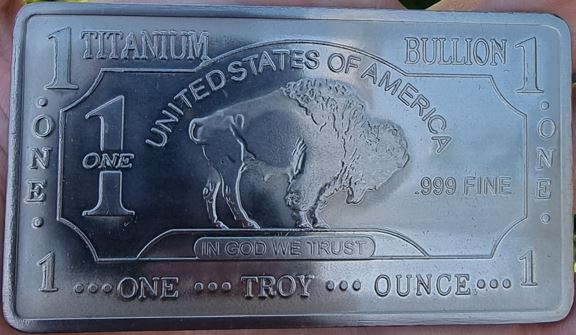 1 TITANIUM BULLION 1
UNITED STATES OF AMERICA
1
ONE
• ONE •
• ONE •
.999 FINE
IN GOD WE TRUST
1 ••• ONE ••• TROY ••• OUNCE ••• 1